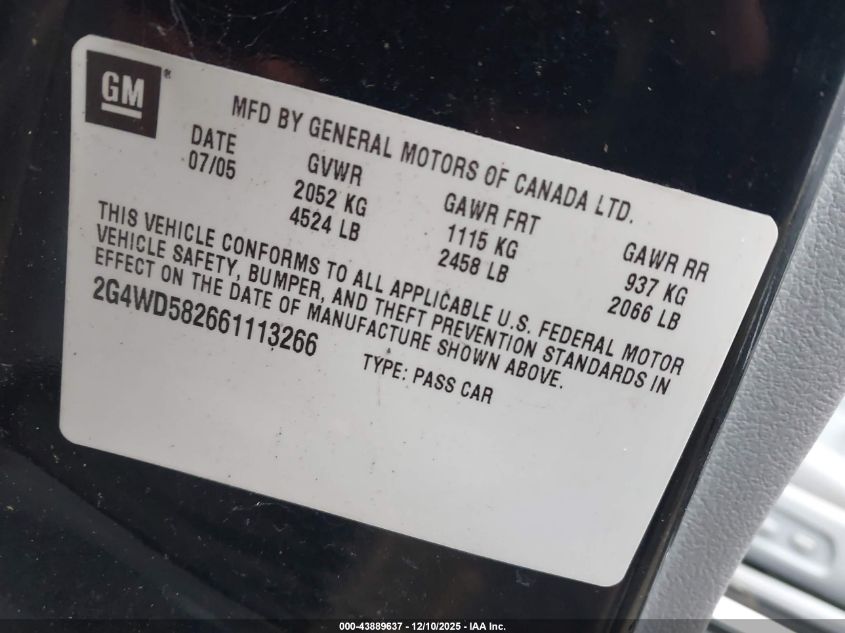 GM®
MFD BY GENERAL MOTORS OF CANADA LTD.
DATE GVWR GAWR FRT GAWR RR
07/05 2052 KG 1115 KG 937 KG
4524 LB 2458 LB 2066 LB
THIS VEHICLE CONFORMS TO ALL APPLICABLE U.S. FEDERAL MOTOR
VEHICLE SAFETY, BUMPER, AND THEFT PREVENTION STANDARDS IN
EFFECT ON THE DATE OF MANUFACTURE SHOWN ABOVE.
2G4WD582661113266 TYPE: PASS CAR
000-43889637 - 12/10/2025 - IAA Inc.